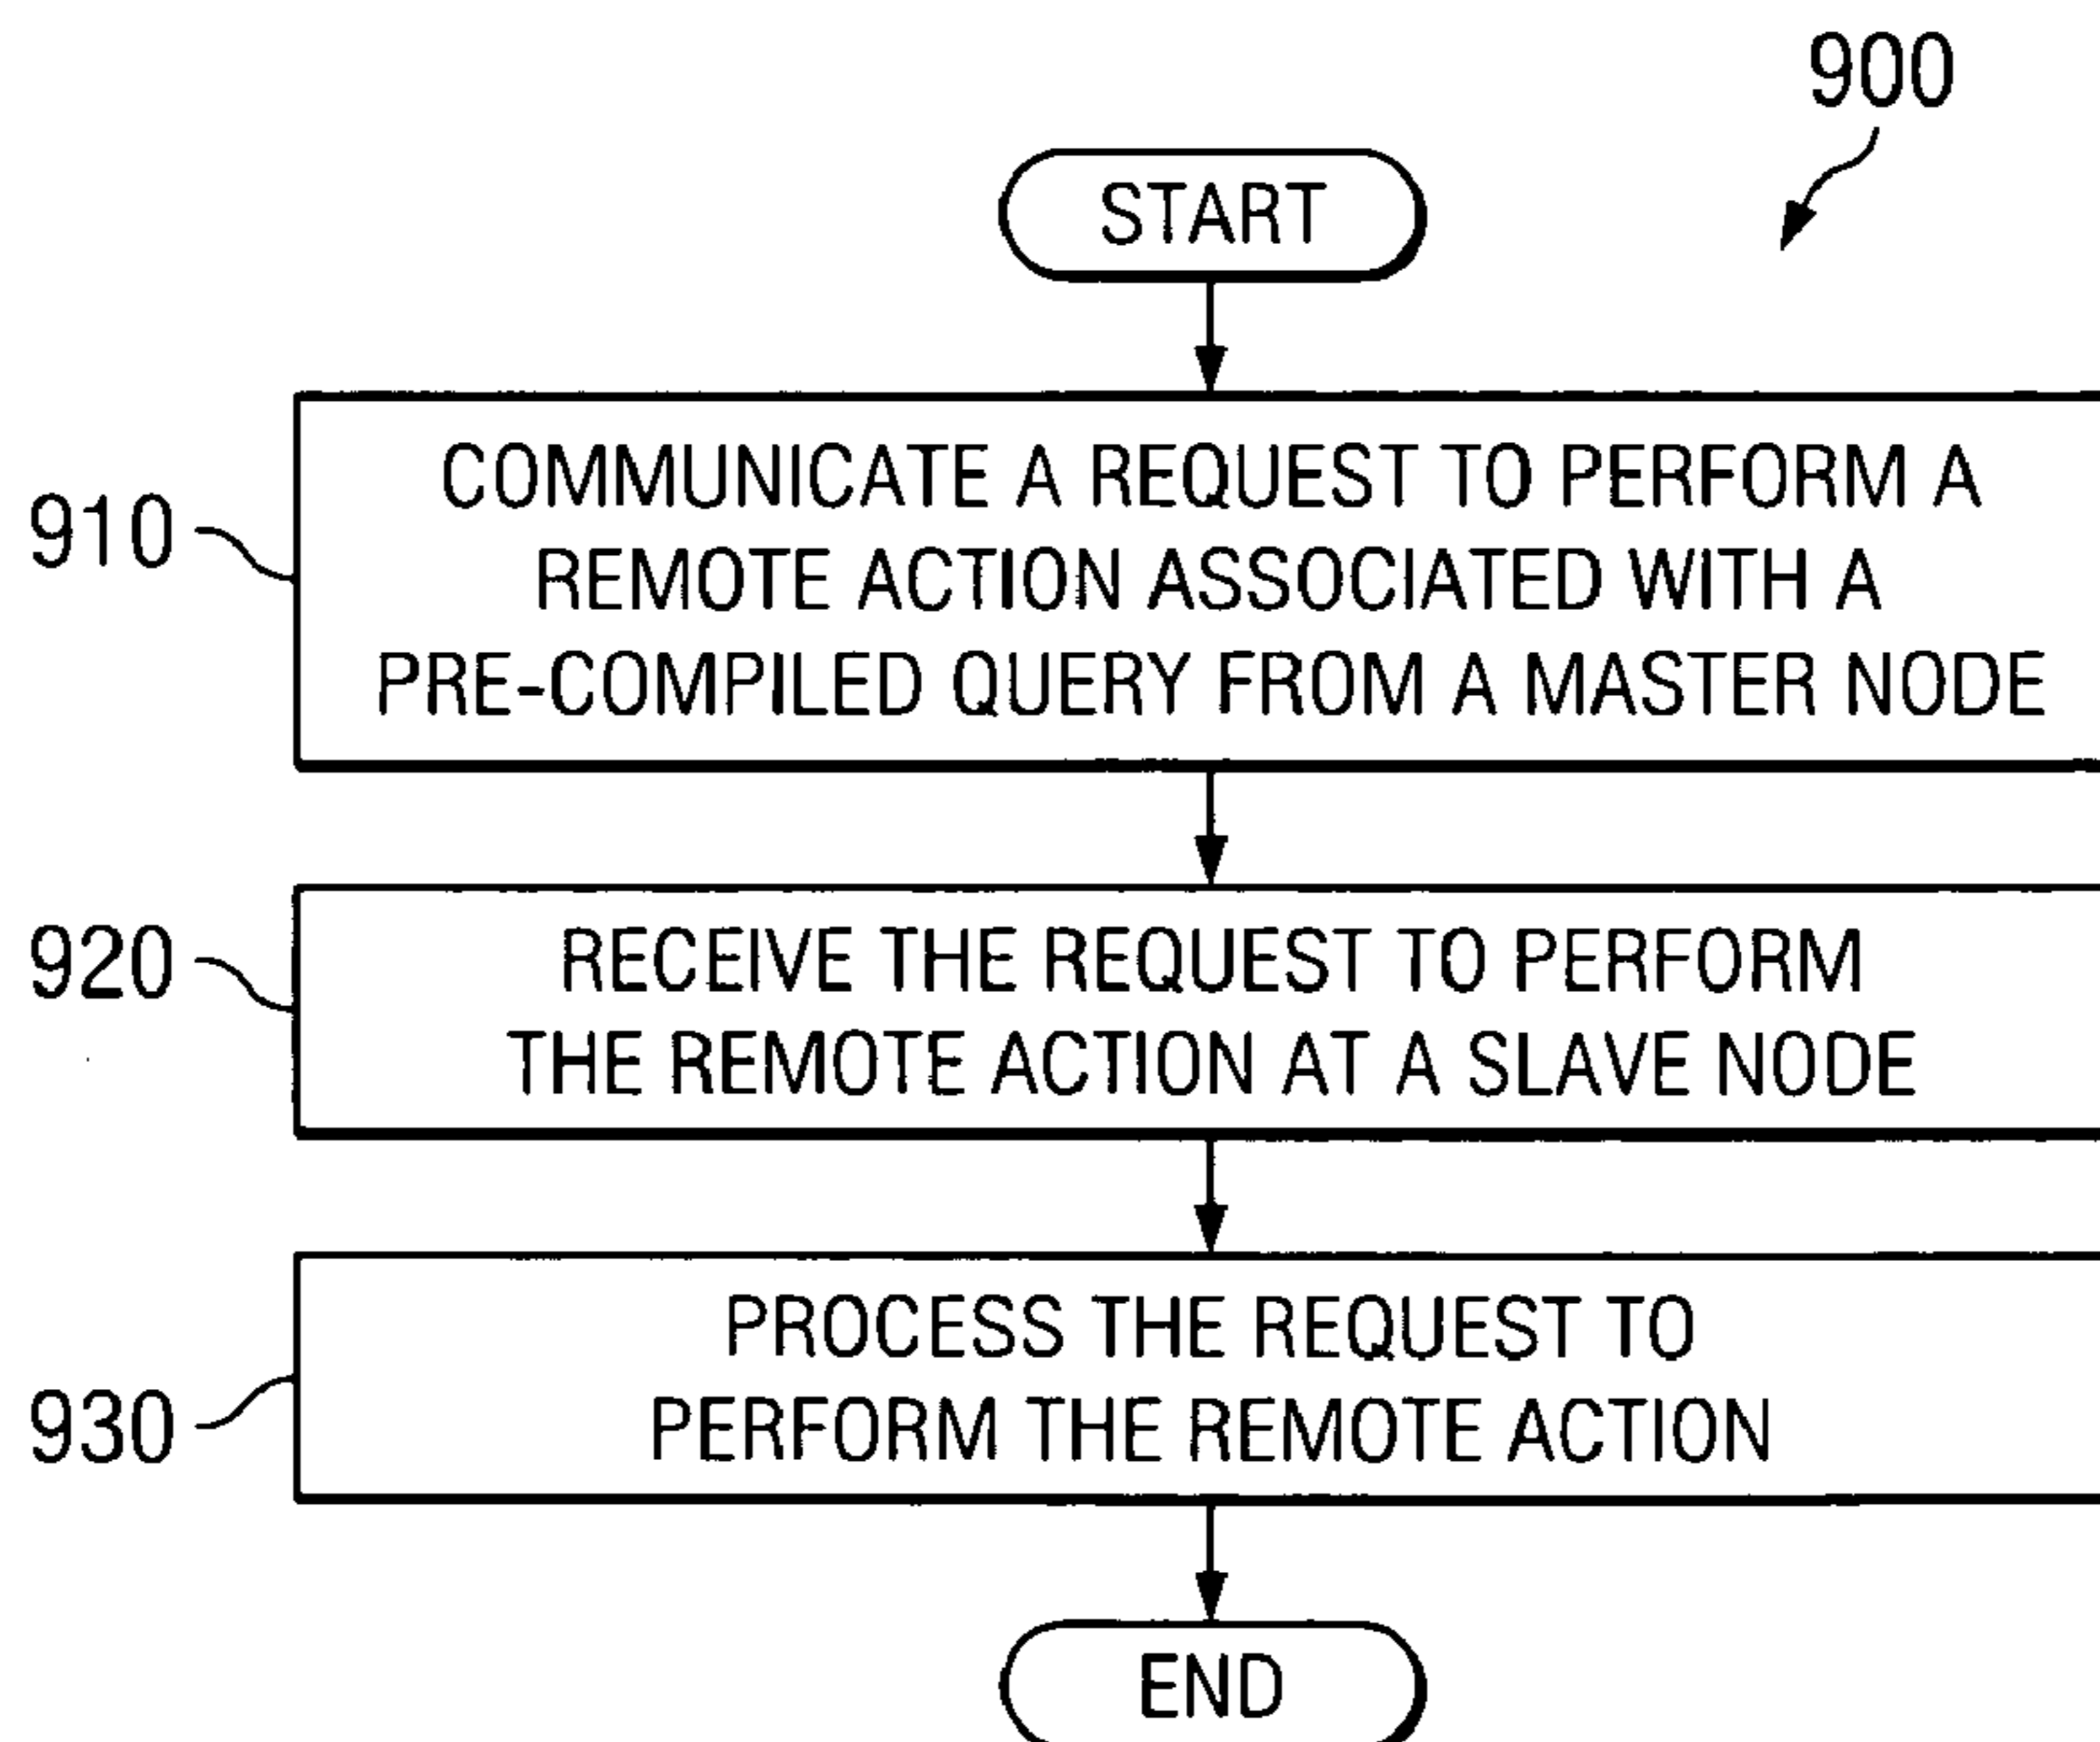 900
START
910
COMMUNICATE A REQUEST TO PERFORM A
REMOTE ACTION ASSOCIATED WITH A
PRE-COMPILED QUERY FROM A MASTER NODE
920
RECEIVE THE REQUEST TO PERFORM
THE REMOTE ACTION AT A SLAVE NODE
930
PROCESS THE REQUEST TO
PERFORM THE REMOTE ACTION
END